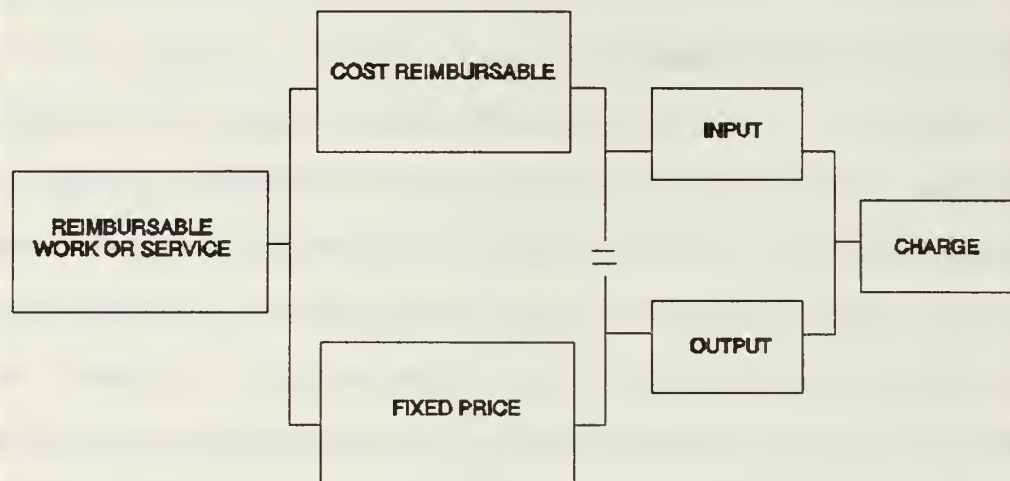 COST REIMBURSABLE
INPUT
REIMBURSABLE
WORK OR SERVICE
CHARGE
OUTPUT
FIXED PRICE